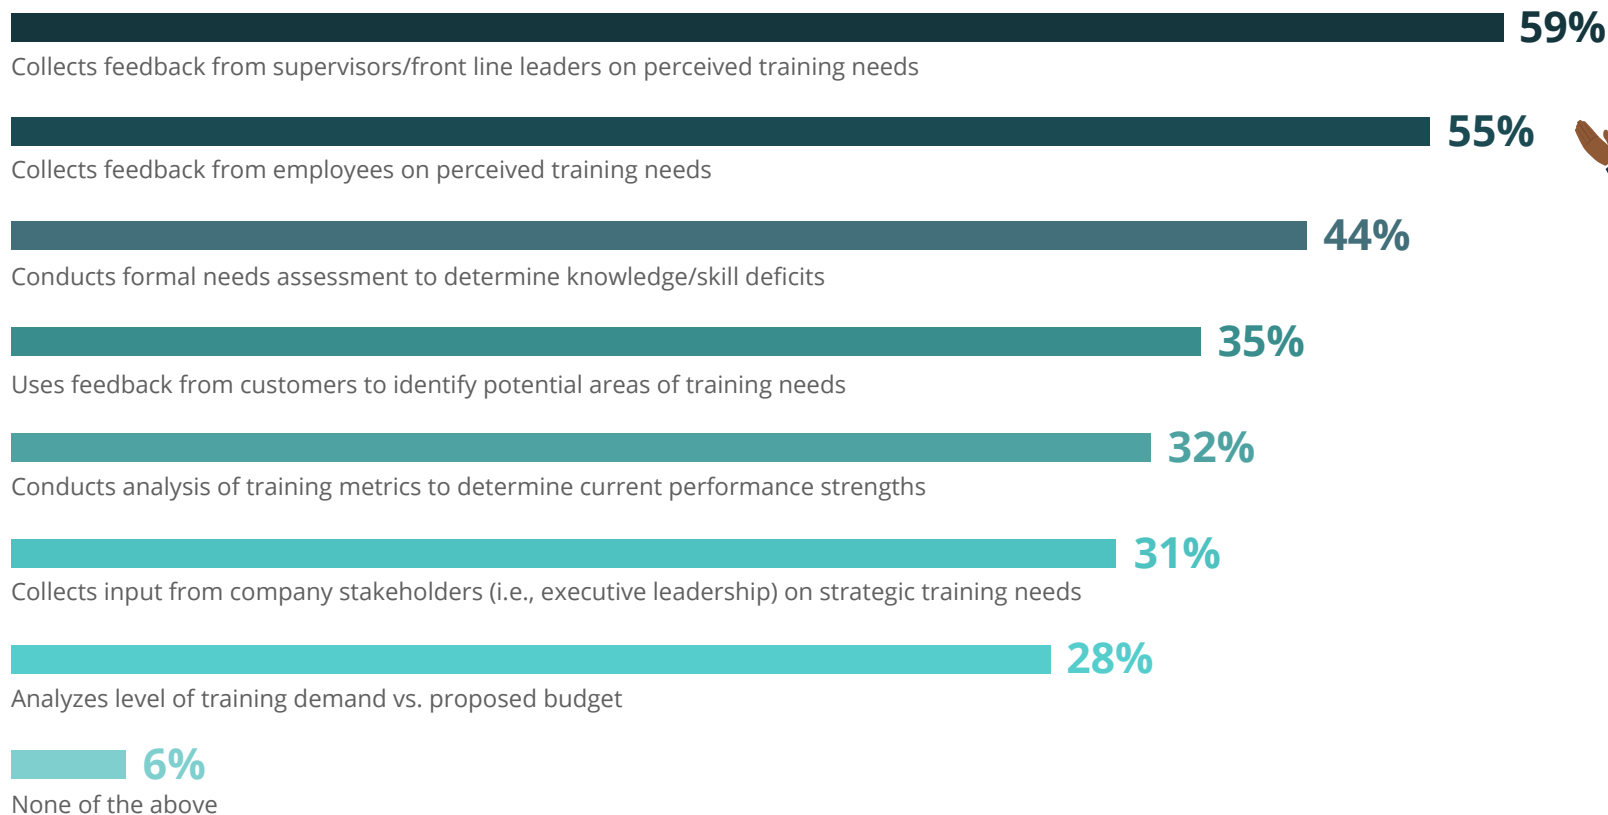 59%
Collects feedback from supervisors/front line leaders on perceived training needs
55%
Collects feedback from employees on perceived training needs
44%
Conducts formal needs assessment to determine knowledge/skill deficits
35%
Uses feedback from customers to identify potential areas of training needs
32%
Conducts analysis of training metrics to determine current performance strengths
31%
Collects input from company stakeholders (i.e., executive leadership) on strategic training needs
28%
Analyzes level of training demand vs. proposed budget
6%
None of the above